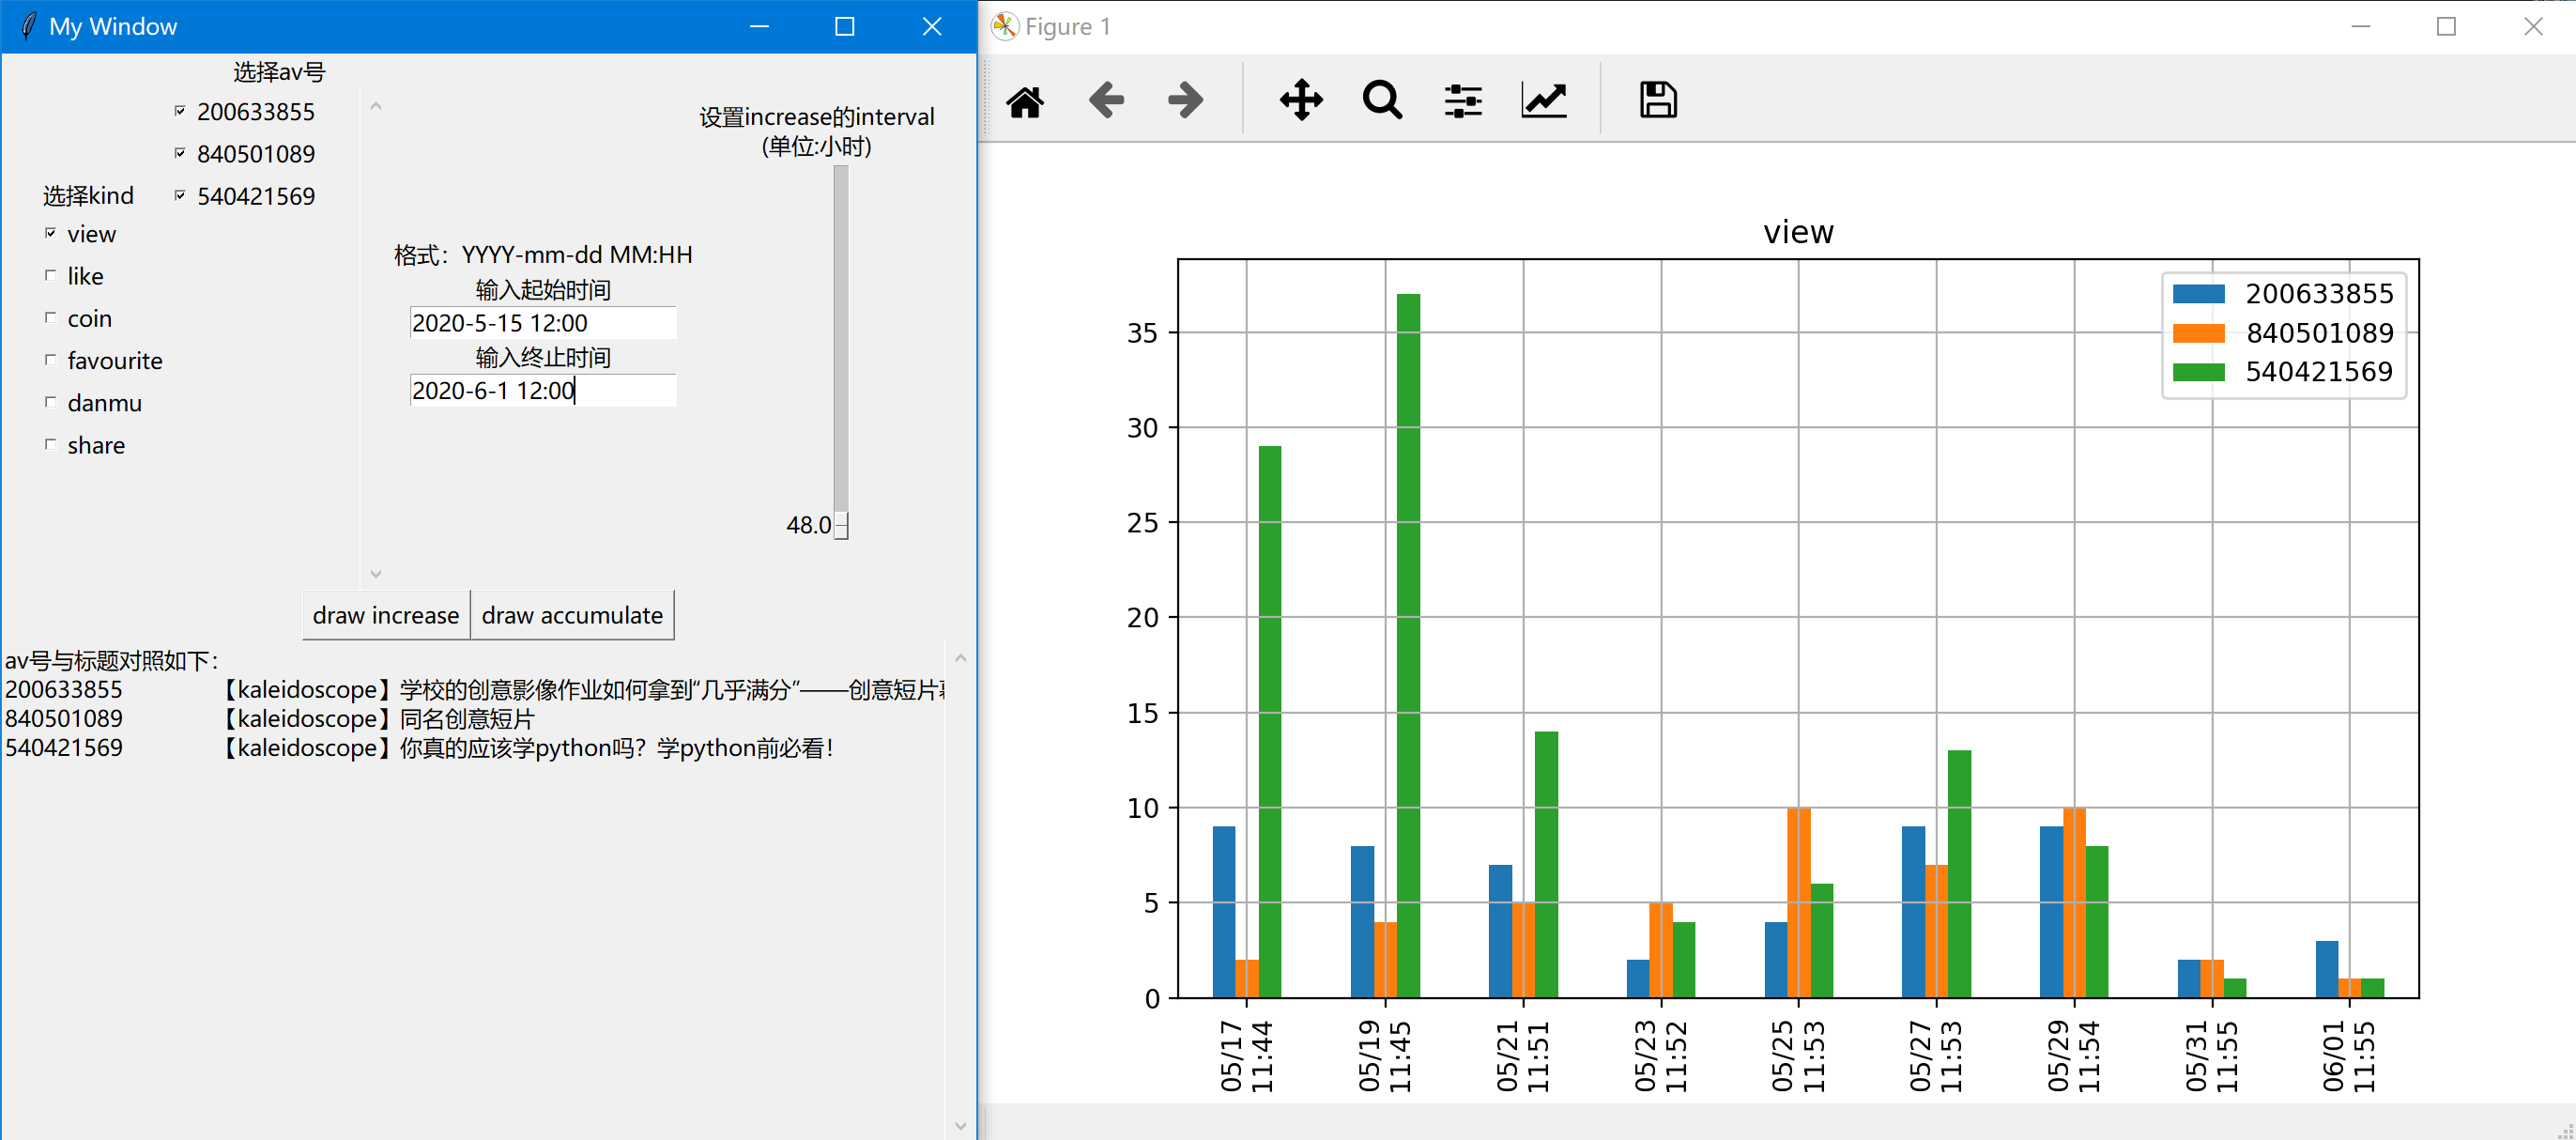 My Window
选择av号
200633855
840501089
540421569
选择kind
view
like
coin
favourite
danmu
share
格式：YYYY-mm-dd MM:HH
输入起始时间
2020-5-15 12:00
输入终止时间
2020-6-1 12:00
设置increase的interval
(单位:小时)
48.0
draw increase
draw accumulate
av号与标题对照如下：
200633855 【kaleidoscope】学校的创意影像作业如何拿到“几乎满分”——创意短片
840501089 【kaleidoscope】同名创意短片
540421569 【kaleidoscope】你真的应该学python吗？学python前必看！
Figure 1
view
200633855
840501089
540421569
35
30
25
20
15
10
5
0
05/17
11:44
05/19
11:45
05/21
11:51
05/23
11:52
05/25
11:53
05/27
11:53
05/29
11:54
05/31
11:55
06/01
11:55